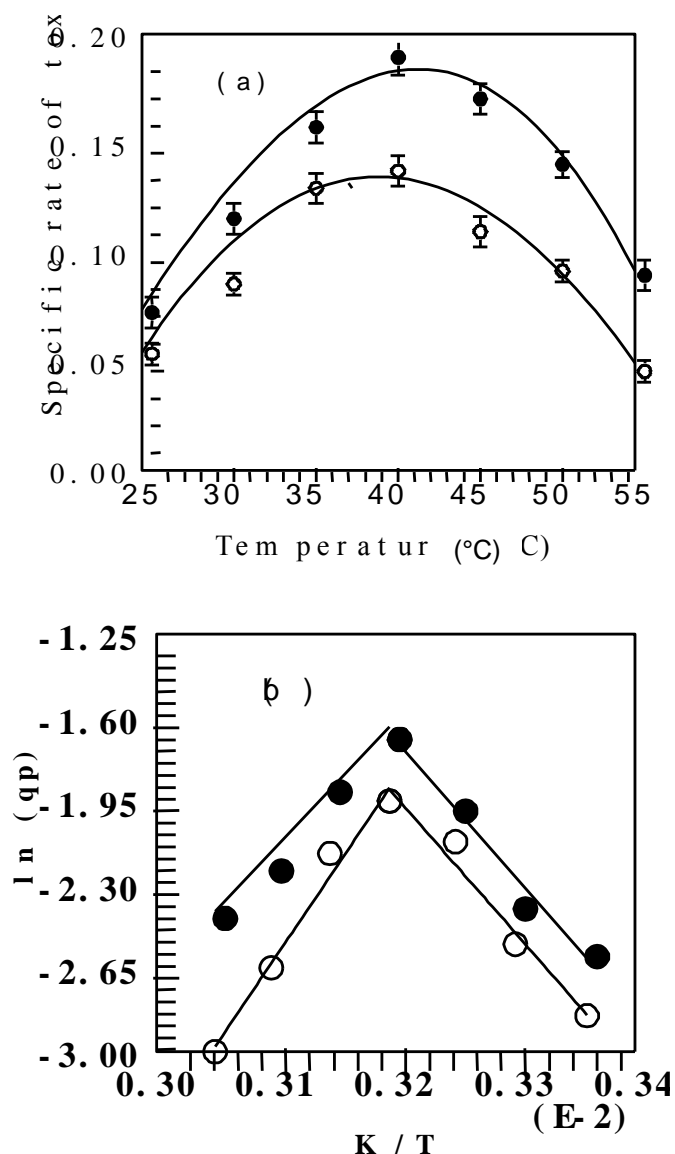 Specific rate of tox
0.20
(a)
0.15
0.10
0.05
0.00
25 30 35 40 45 50 55
Tem peratur (°C) C)
-1.25
(b)
-1.60
-1.95
-2.30
-2.65
-3.00
ln (qp)
0.30 0.31 0.32 0.33 0.34
(E-2)
K / T